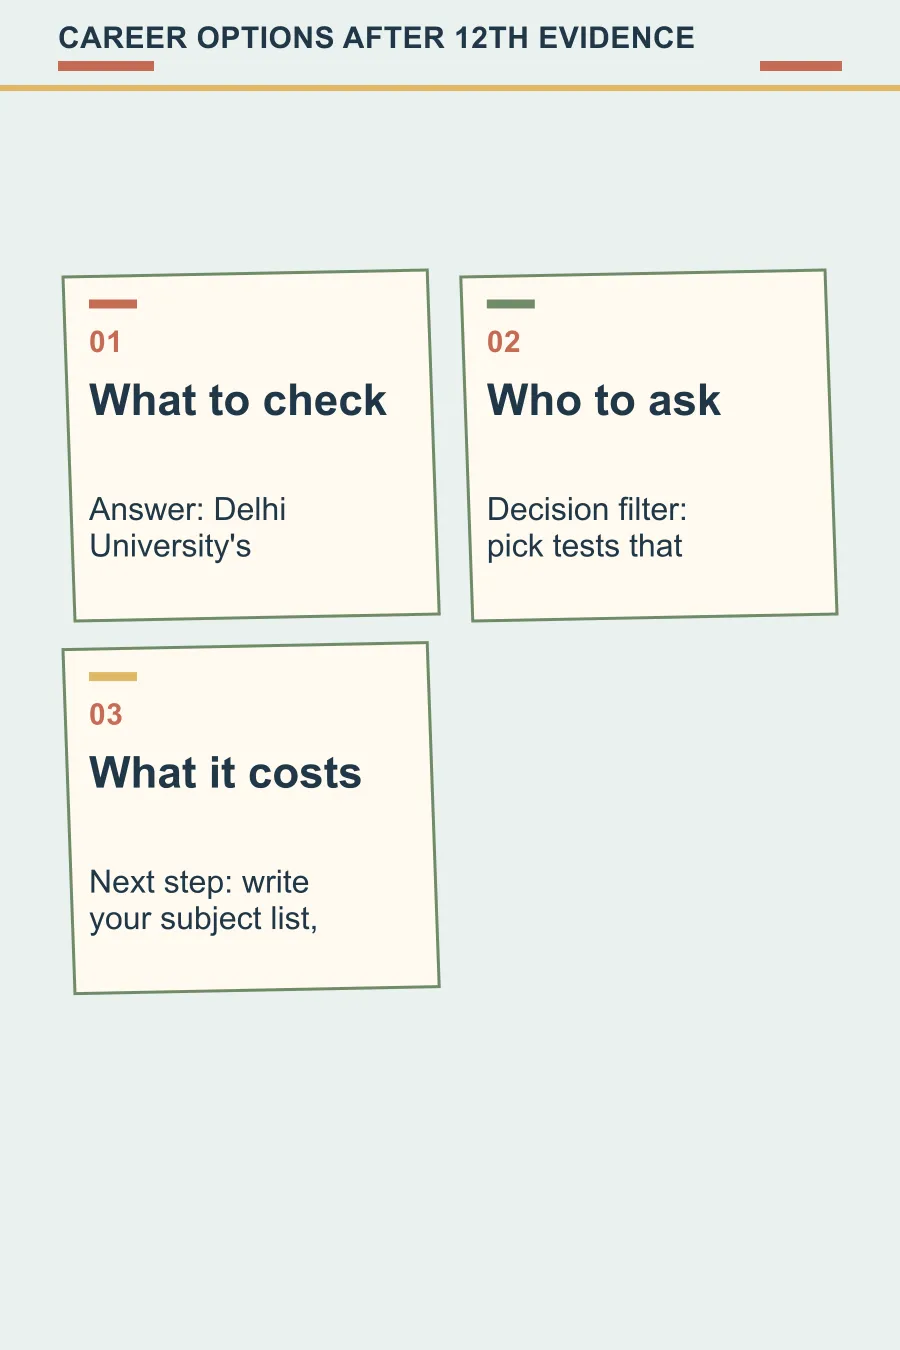 CAREER OPTIONS AFTER 12TH EVIDENCE
01
What to check
Answer: Delhi
University's
02
Who to ask
Decision filter:
pick tests that
03
What it costs
Next step: write
your subject list,